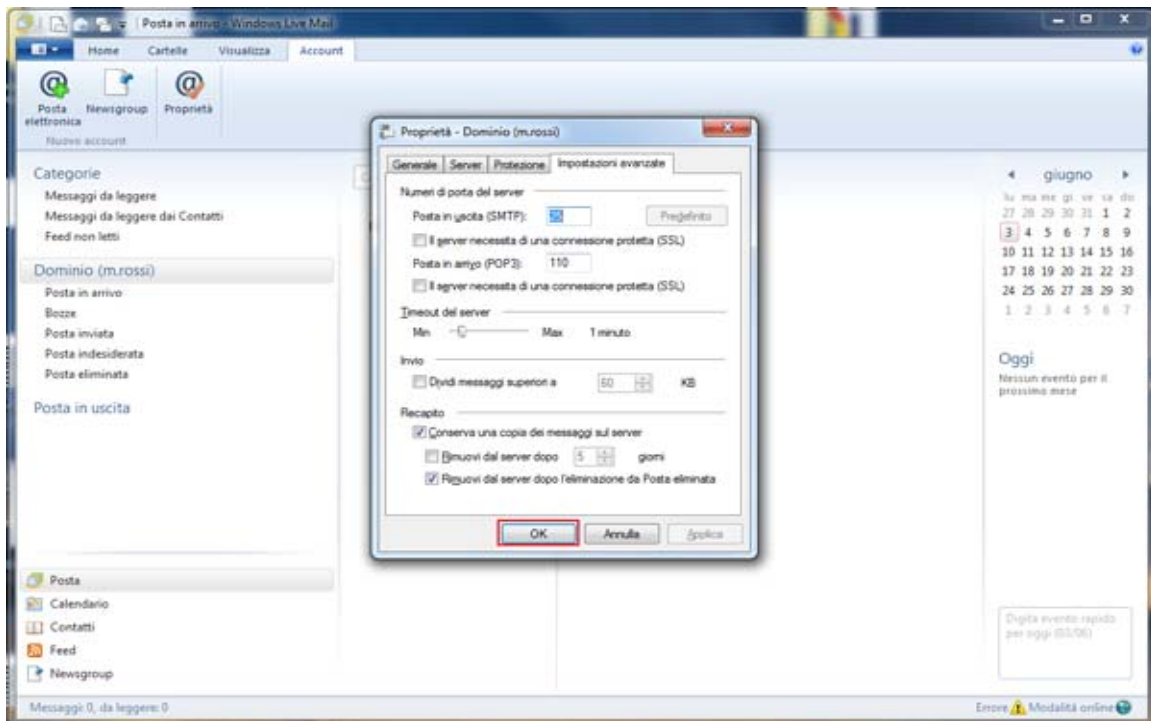 Posta in arrivo - Windows Live Mail
Home Cartelle Visualizza Account
Posta elettronica
Newsgroup
Proprietà
Nuovo account
Categorie
Messaggi da leggere
Messaggi da leggere dai Contatti
Feed non letti
Dominio (m.rossi)
Posta in arrivo
Bozze
Posta inviata
Posta indesiderata
Posta eliminata
Posta in uscita
Posta
Calendario
Contatti
Feed
Newsgroup
Messaggi: 0, da leggere: 0
Proprietà - Dominio (m.rossi)
Generale Server Protezione Impostazioni avanzate
Numeri di porta del server
Posta in uscita (SMTP): 25 Predefinito
Il server necessita di una connessione protetta (SSL)
Posta in arrivo (POP3): 110
Il server necessita di una connessione protetta (SSL)
Timeout del server
Min Max 1 minuto
Invio
Dividi messaggi superiori a 60 KB
Recapito
Conserva una copia dei messaggi sul server
Rimuovi dal server dopo 5 giorni
Rimuovi dal server dopo l'eliminazione da Posta eliminata
OK Annulla Applica
giugno
lu ma me gi ve sa do
27 28 29 30 31 1 2
3 4 5 6 7 8 9
10 11 12 13 14 15 16
17 18 19 20 21 22 23
24 25 26 27 28 29 30
1 2 3 4 5 6 7
Oggi
Nessun evento per il
prossimo mese
Digita evento rapido
per oggi (03/06)
Errore Modalità online